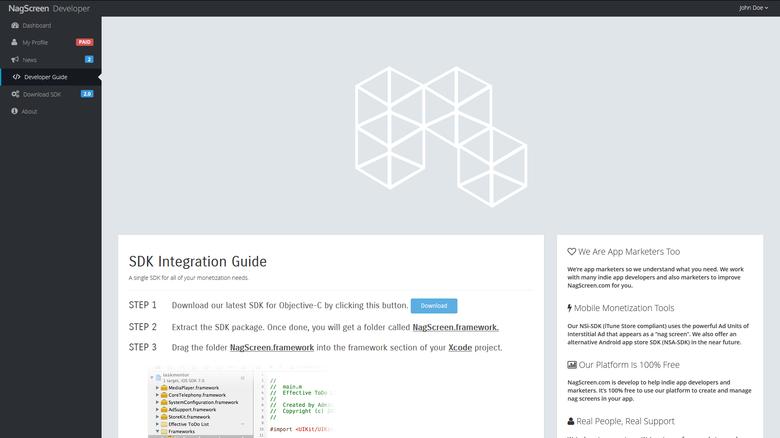 NagScreen Developer
John Doe
Dashboard
My Profile PAID
News 2
Developer Guide
Download SDK 2.0
About
SDK Integration Guide
A single SDK for all of your monetization needs.
STEP 1 Download our latest SDK for Objective-C by clicking this button. Download
STEP 2 Extract the SDK package. Once done, you will get a folder called NagScreen.framework.
STEP 3 Drag the folder NagScreen.framework into the framework section of your Xcode project.
taskmentor
1 target, iOS SDK 7.0
MediaPlayer.framework
CoreTelephony.framework
SystemConfiguration.framework
AdSupport.framework
StoreKit.framework
Effective ToDo List
Frameworks
//
// main.m
// Effective ToDo
//
// Created by Adm
// Copyright (c)
//
#import <UIKit/UIKi
We Are App Marketers Too
We're app marketers so we understand what you need. We work
with many indie app developers and also marketers to improve
NagScreen.com for you.
Mobile Monetization Tools
Our NSI-SDK (iTune Store compliant) uses the powerful Ad Units of
Interstitial Ad that appears as a "nag screen". We also offer an
alternative Android app store SDK (NSA-SDK) in the near future.
Our Platform Is 100% Free
NagScreen.com is develop to help indie app developers and
marketers. It's 100% free to use our platform to create and manage
nag screens in your app.
Real People, Real Support